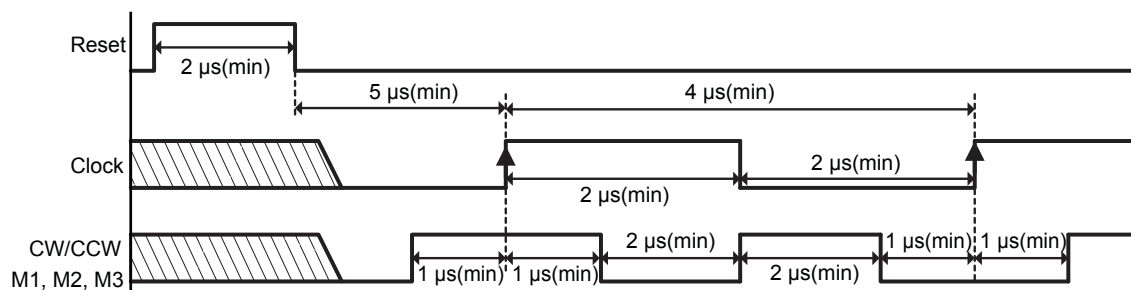 Reset
2 µs(min)
5 µs(min)
4 µs(min)
Clock
2 µs(min)
2 µs(min)
CW/CCW
M1, M2, M3
1 µs(min)
1 µs(min)
2 µs(min)
2 µs(min)
1 µs(min)
1 µs(min)